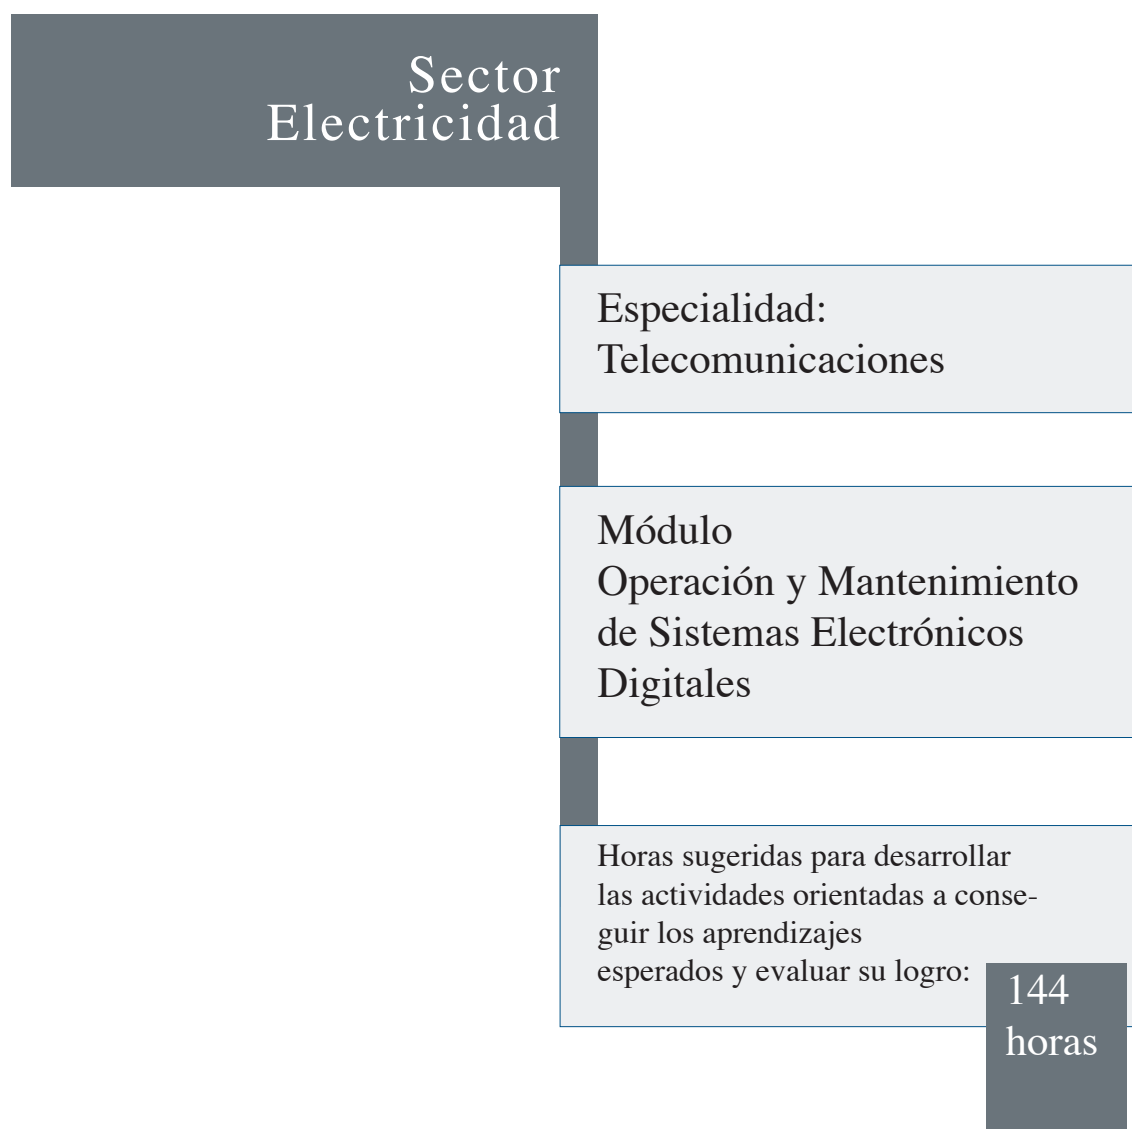 Sector
Electricidad
Especialidad:
Telecomunicaciones
Módulo
Operación y Mantenimiento
de Sistemas Electrónicos
Digitales
Horas sugeridas para desarrollar
las actividades orientadas a conse-
guir los aprendizajes
esperados y evaluar su logro:
144
horas